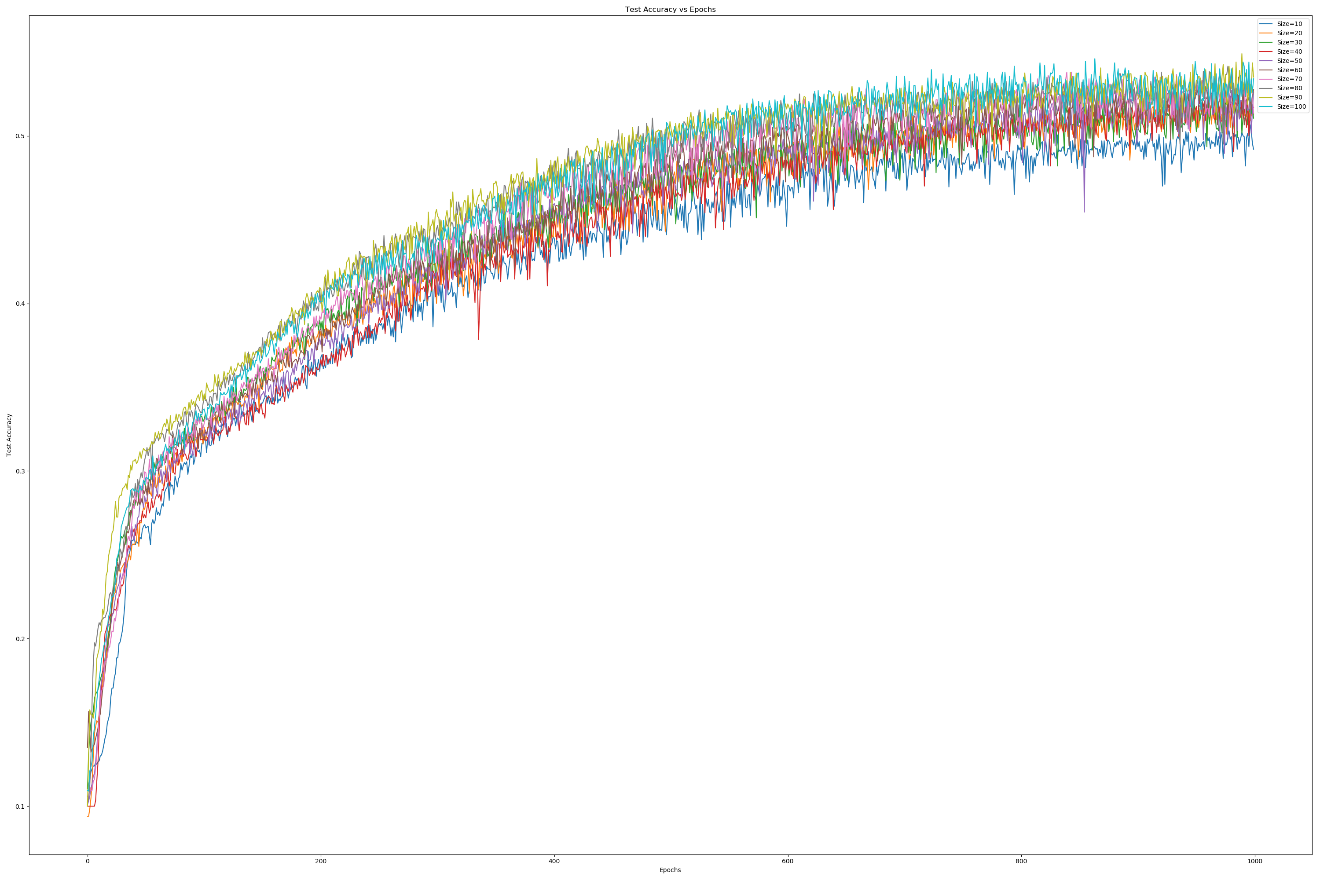 Test Accuracy vs Epochs
Size=10
Size=20
Size=30
Size=40
Size=50
Size=60
Size=70
Size=80
Size=90
Size=100
Test Accuracy
0.5
0.4
0.3
0.2
0.1
0
200
400
600
800
1000
Epochs